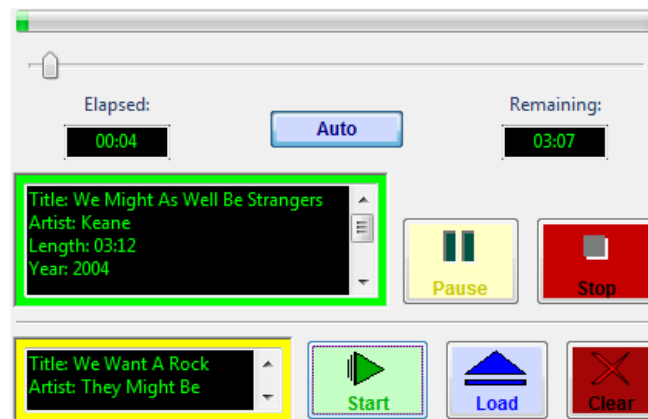 Elapsed:
Auto
Remaining:
00:04
03:07
Title: We Might As Well Be Strangers
Artist: Keane
Length: 03:12
Year: 2004
Pause
Stop
Title: We Want A Rock
Artist: They Might Be
Start
Load
Clear